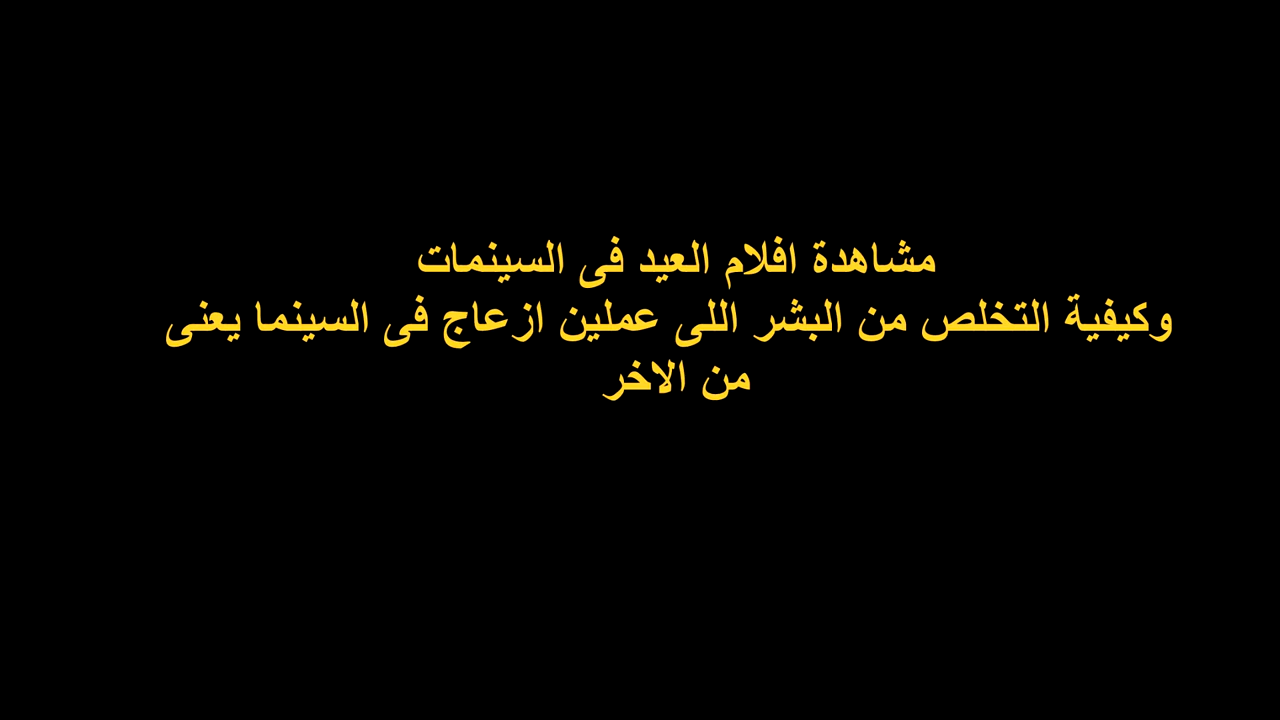 مشاهدة افلام العيد فى السينمات
وكيفية التخلص من البشر اللى عملين ازعاج فى السينما يعنى
من الاخر